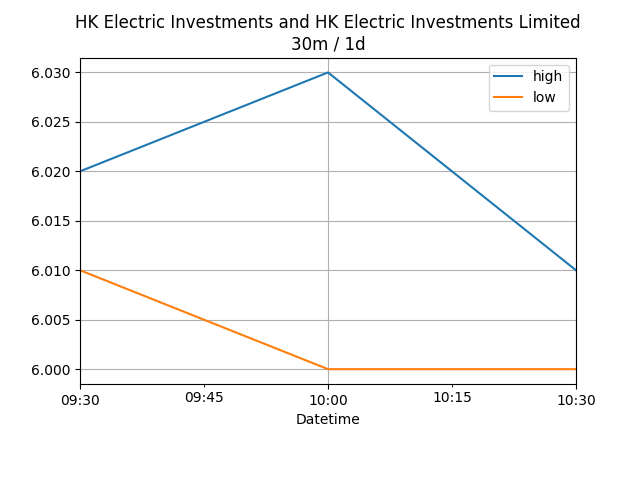 HK Electric Investments and HK Electric Investments Limited
30m / 1d
high
low
6.030
6.025
6.020
6.015
6.010
6.005
6.000
09:30
09:45
10:00
10:15
10:30
Datetime